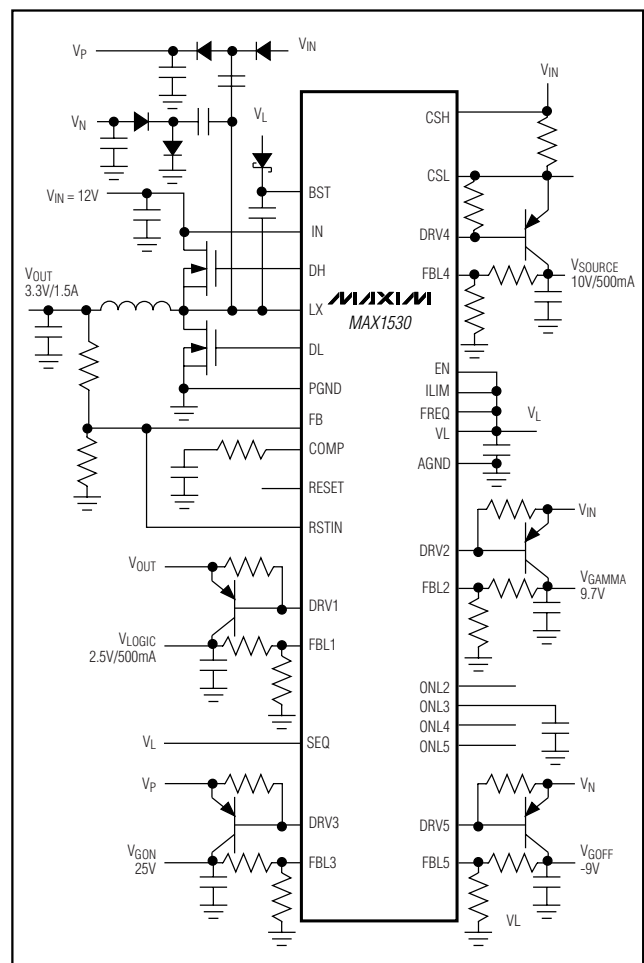 VP
VIN
VN
VL
VIN = 12V
VOUT
3.3V/1.5A
BST
IN
DH
LX
DL
PGND
FB
COMP
RESET
RSTIN
VOUT
DRV1
VLOGIC
2.5V/500mA
FBL1
VL
SEQ
VP
DRV3
VGON
25V
FBL3
MAXIM
MAX1530
VIN
CSH
CSL
DRV4
FBL4
VSOURCE
10V/500mA
EN
ILIM
FREQ
VL
VL
AGND
VIN
DRV2
FBL2
VGAMMA
9.7V
ONL2
ONL3
ONL4
ONL5
VN
DRV5
FBL5
VGOFF
-9V
VL